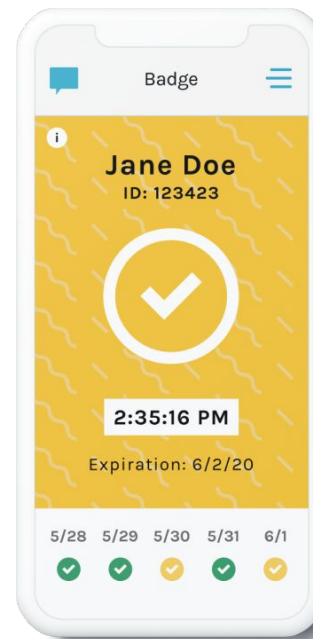 Badge
i
Jane Doe
ID: 123423
2:35:16 PM
Expiration: 6/2/20
5/28 5/29 5/30 5/31 6/1